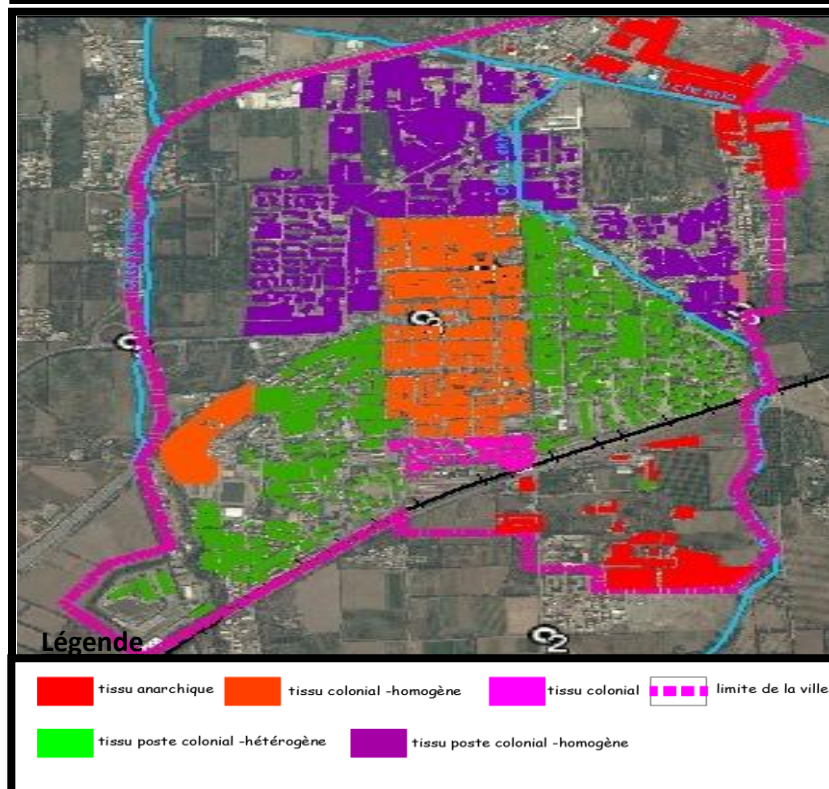 Légende
tissu anarchique
tissu colonial -homogène
tissu colonial
limite de la ville
tissu poste colonial -hétérogène
tissu poste colonial -homogène